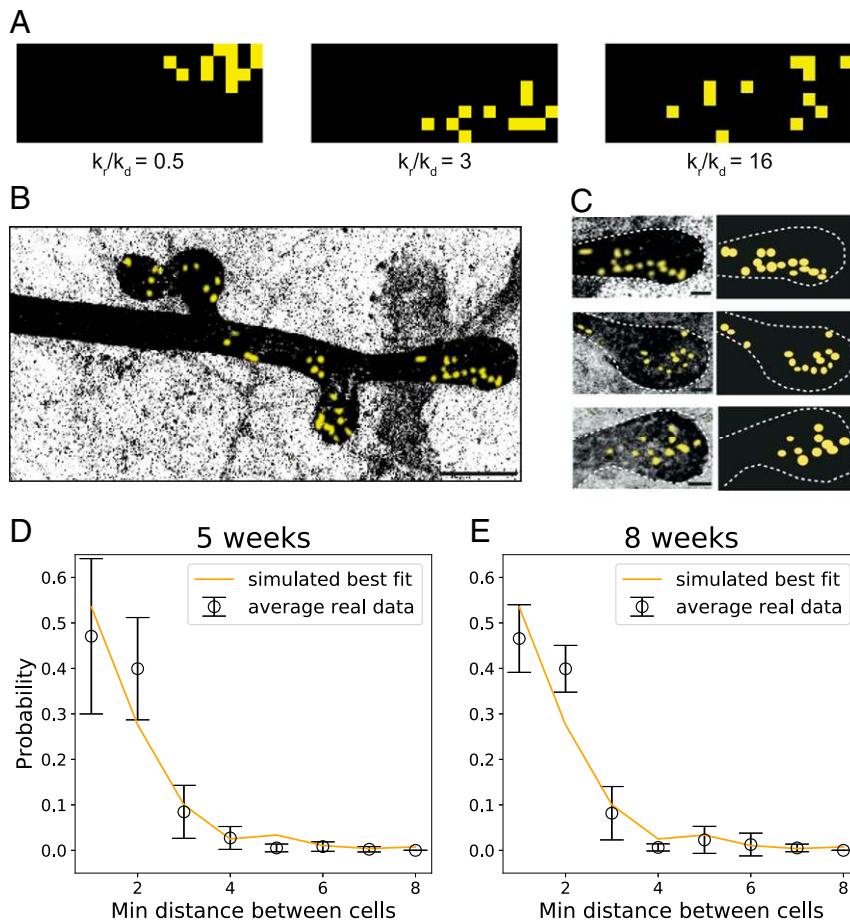 A
k_r/k_d = 0.5
k_r/k_d = 3
k_r/k_d = 16
B
C
D
5 weeks
simulated best fit
average real data
Probability
0.6
0.5
0.4
0.3
0.2
0.1
0.0
2
4
6
8
Min distance between cells
E
8 weeks
simulated best fit
average real data
0.6
0.5
0.4
0.3
0.2
0.1
0.0
2
4
6
8
Min distance between cells